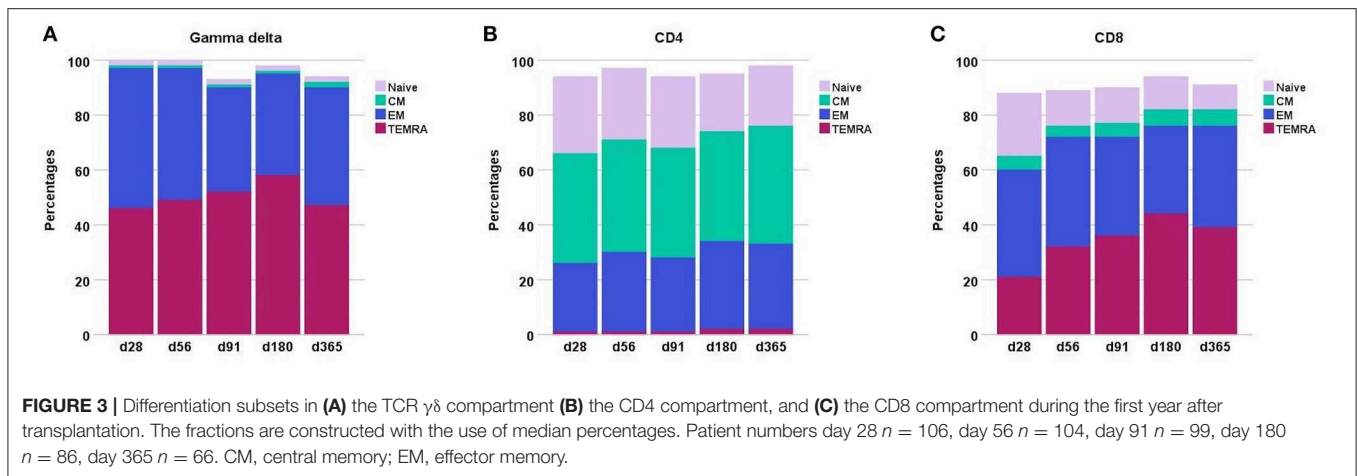 A
Gamma delta
Percentages
100
80
60
40
20
0
d28 d56 d91 d180 d365
Naive
CM
EM
TEMRA
B
CD4
Percentages
100
80
60
40
20
0
d28 d56 d91 d180 d365
Naive
CM
EM
TEMRA
C
CD8
Percentages
100
80
60
40
20
0
d28 d56 d91 d180 d365
Naive
CM
EM
TEMRA
FIGURE 3 | Differentiation subsets in (A) the TCR γδ compartment (B) the CD4 compartment, and (C) the CD8 compartment during the first year after
transplantation. The fractions are constructed with the use of median percentages. Patient numbers day 28 n = 106, day 56 n = 104, day 91 n = 99, day 180
n = 86, day 365 n = 66. CM, central memory; EM, effector memory.